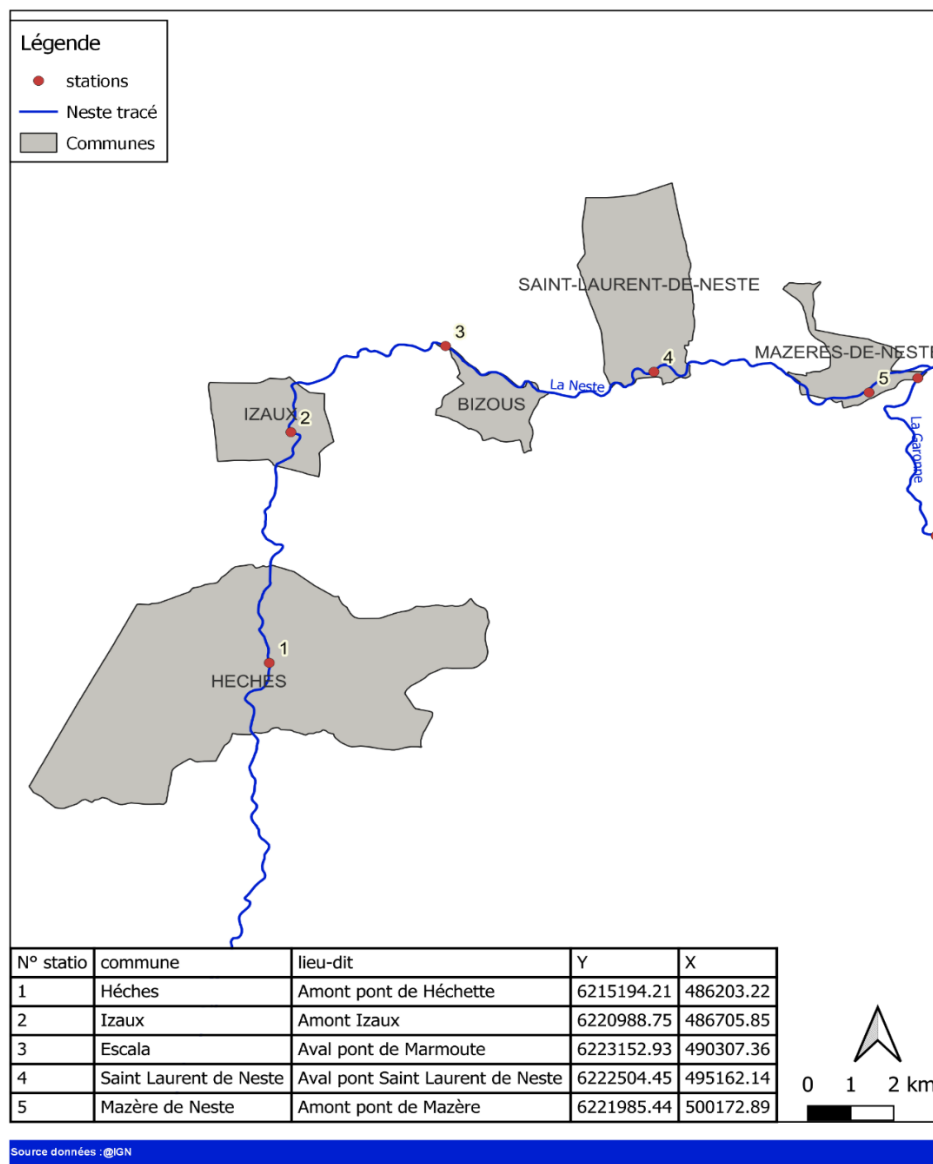 Légende
stations
Neste tracé
Communes
SAINT-LAURENT-DE-NESTE
3
MAZERES-DE-NESTE
4
5
La Neste
BIZOUS
IZAUX
2
La Garonne
1
HECHES
N° statio commune lieu-dit Y X
1 Héches Amont pont de Héchette 6215194.21 486203.22
2 Izaux Amont Izaux 6220988.75 486705.85
3 Escala Aval pont de Marmoute 6223152.93 490307.36
4 Saint Laurent de Neste Aval pont Saint Laurent de Neste 6222504.45 495162.14
5 Mazère de Neste Amont pont de Mazère 6221985.44 500172.89
0 1 2 km
Source données :@IGN